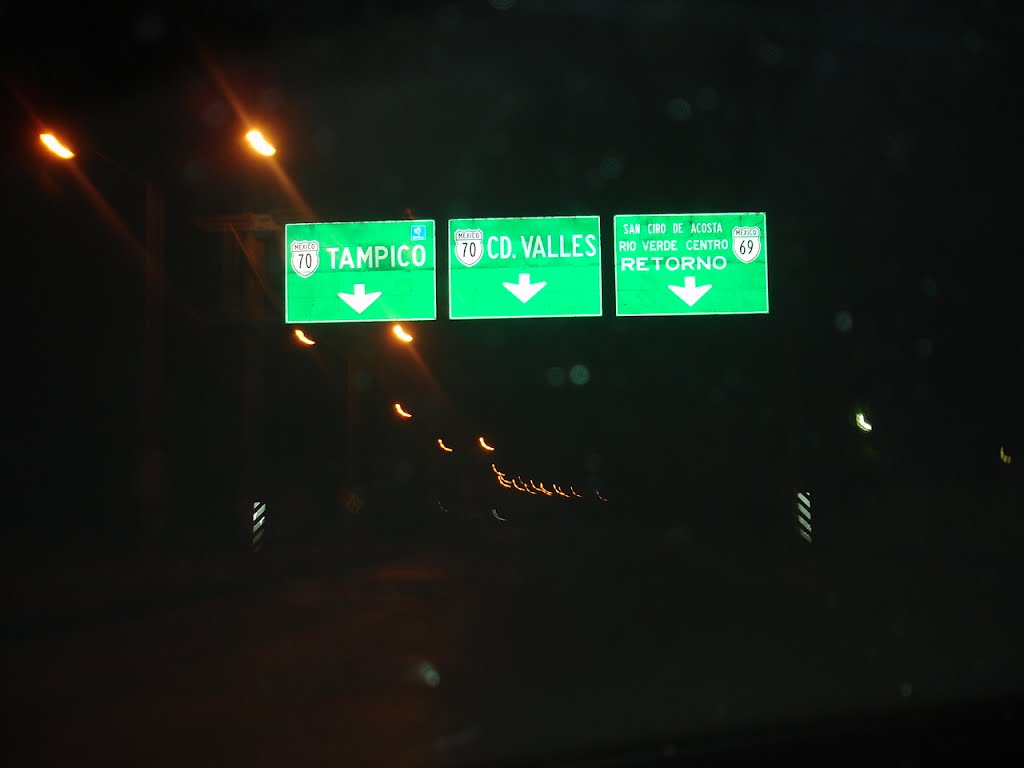 MEXICO
70
TAMPICO
MEXICO
70
CD. VALLES
SAN CIRO DE ACOSTA
RIO VERDE CENTRO
RETORNO
MEXICO
69